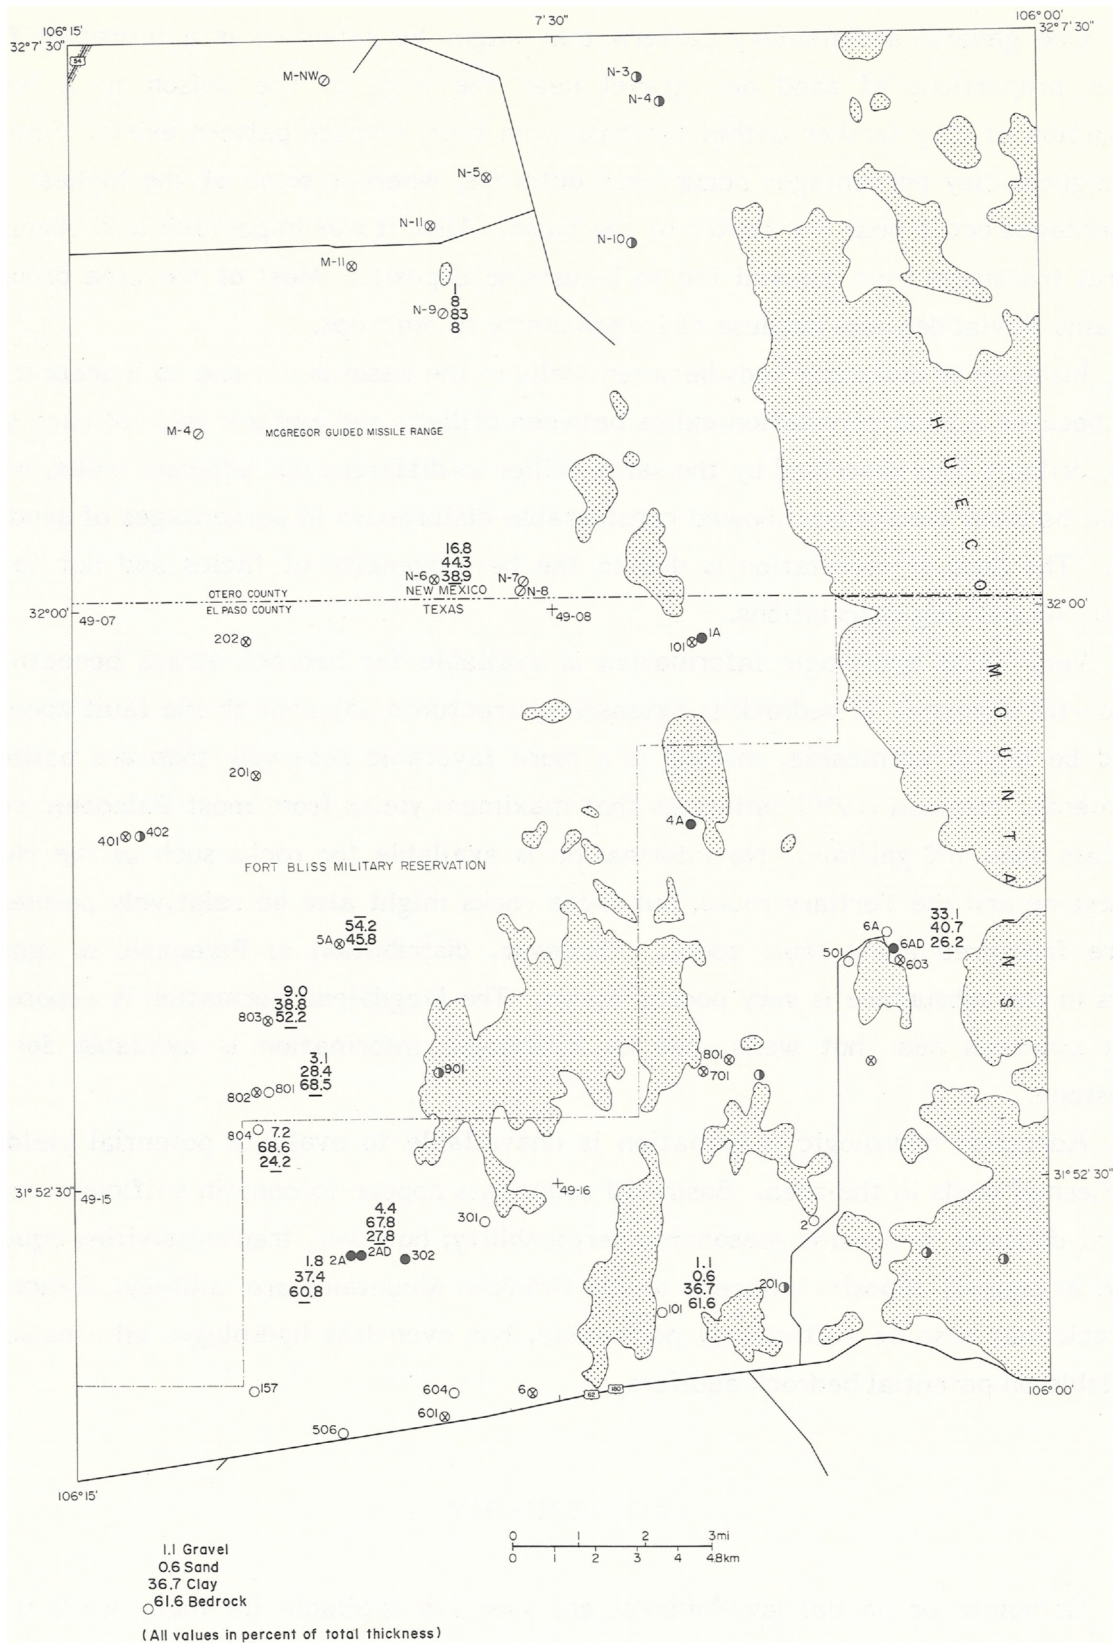 106°15'
7'30"
106°00'
32°7'30"
32°7'30"
54
M-NW
N-3
N-4
N-5
N-11
N-10
M-11
1
8
N-9 83
8
M-4
MCGREGOR GUIDED MISSILE RANGE
HUECO MOUNTAINS
16.8
44.3
N-6 38.9
N-7
N-8
OTERO COUNTY
NEW MEXICO
EL PASO COUNTY
TEXAS
32°00'
32°00'
49-07
49-08
202
1A
101
201
4A
401
402
FORT BLISS MILITARY RESERVATION
—
54.2
5A 45.8
—
33.1
40.7
26.2
—
6A
6AD
501
603
9.0
38.8
803 52.2
—
3.1
28.4
68.5
—
802
801
901
801
701
804
7.2
68.6
24.2
—
31°52'30"
31°52'30"
49-15
49-16
301
2
4.4
67.8
27.8
—
2A
2AD
302
1.8
37.4
60.8
—
1.1
0.6
36.7
61.6
201
101
157
604
6
62
180
601
506
106°00'
106°15'
0 1 2 3mi
0 1 2 3 4 4.8km
1.1 Gravel
0.6 Sand
36.7 Clay
61.6 Bedrock
(All values in percent of total thickness)